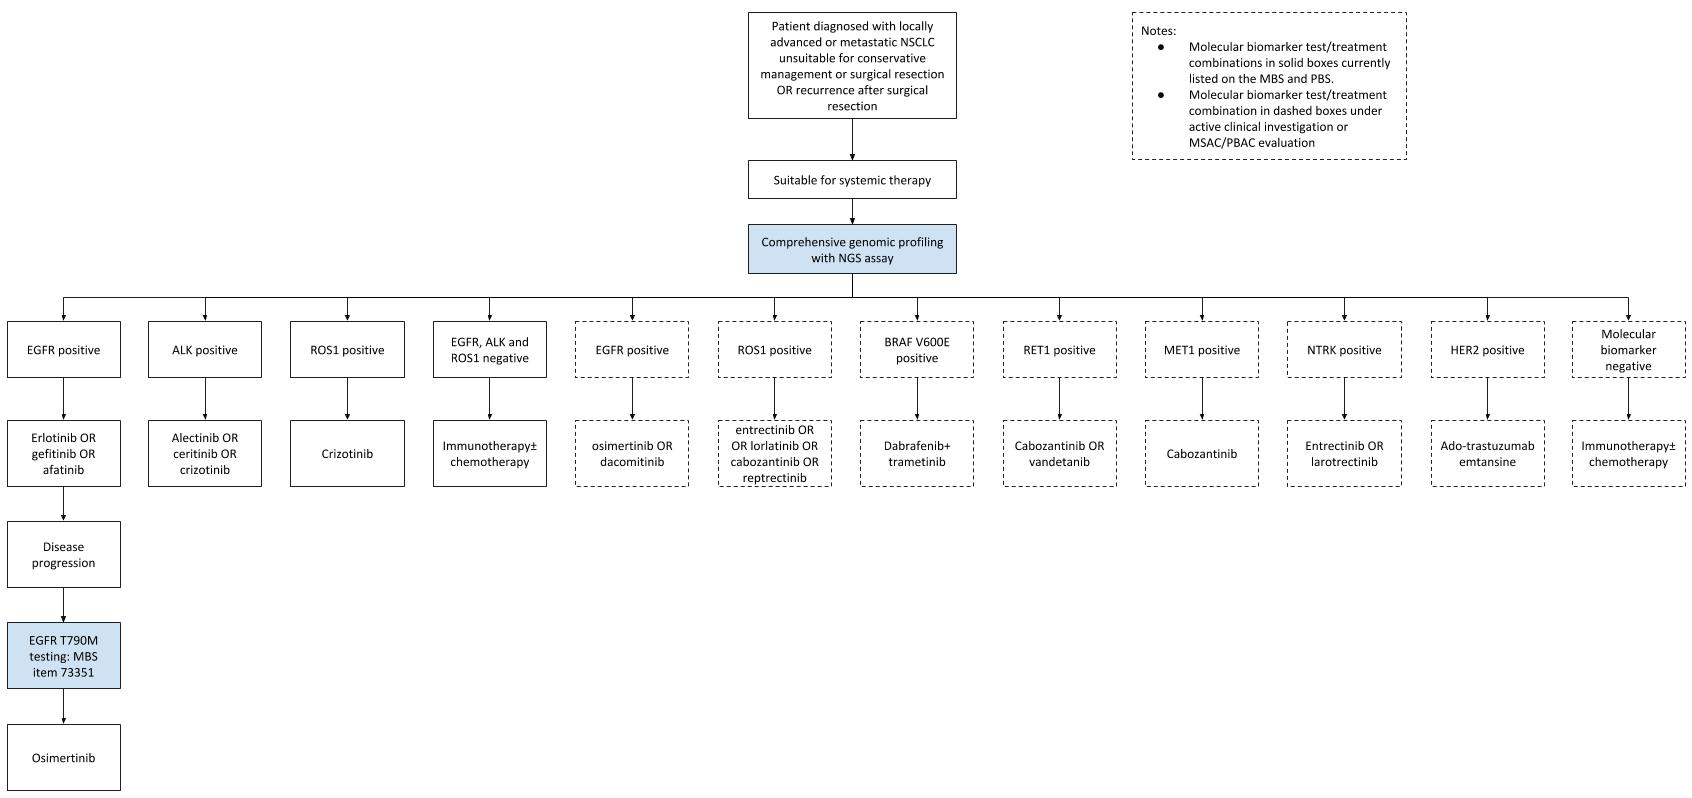 Patient diagnosed with locally
advanced or metastatic NSCLC
unsuitable for conservative
management or surgical resection
OR recurrence after surgical
resection
Notes:
● Molecular biomarker test/treatment
combinations in solid boxes currently
listed on the MBS and PBS.
● Molecular biomarker test/treatment
combination in dashed boxes under
active clinical investigation or
MSAC/PBAC evaluation
Suitable for systemic therapy
Comprehensive genomic profiling
with NGS assay
EGFR positive
ALK positive
ROS1 positive
EGFR, ALK and
ROS1 negative
EGFR positive
ROS1 positive
BRAF V600E
positive
RET1 positive
MET1 positive
NTRK positive
HER2 positive
Molecular
biomarker
negative
Erlotinib OR
gefitinib OR
afatinib
Alectinib OR
ceritinib OR
crizotinib
Crizotinib
Immunotherapy±
chemotherapy
osimertinib OR
dacomitinib
entrectinib OR
OR lorlatinib OR
cabozantinib OR
reptrectinib
Dabrafenib+
trametinib
Cabozantinib OR
vandetanib
Cabozantinib
Entrectinib OR
larotrectinib
Ado-trastuzumab
emtansine
Immunotherapy±
chemotherapy
Disease
progression
EGFR T790M
testing: MBS
item 73351
Osimertinib